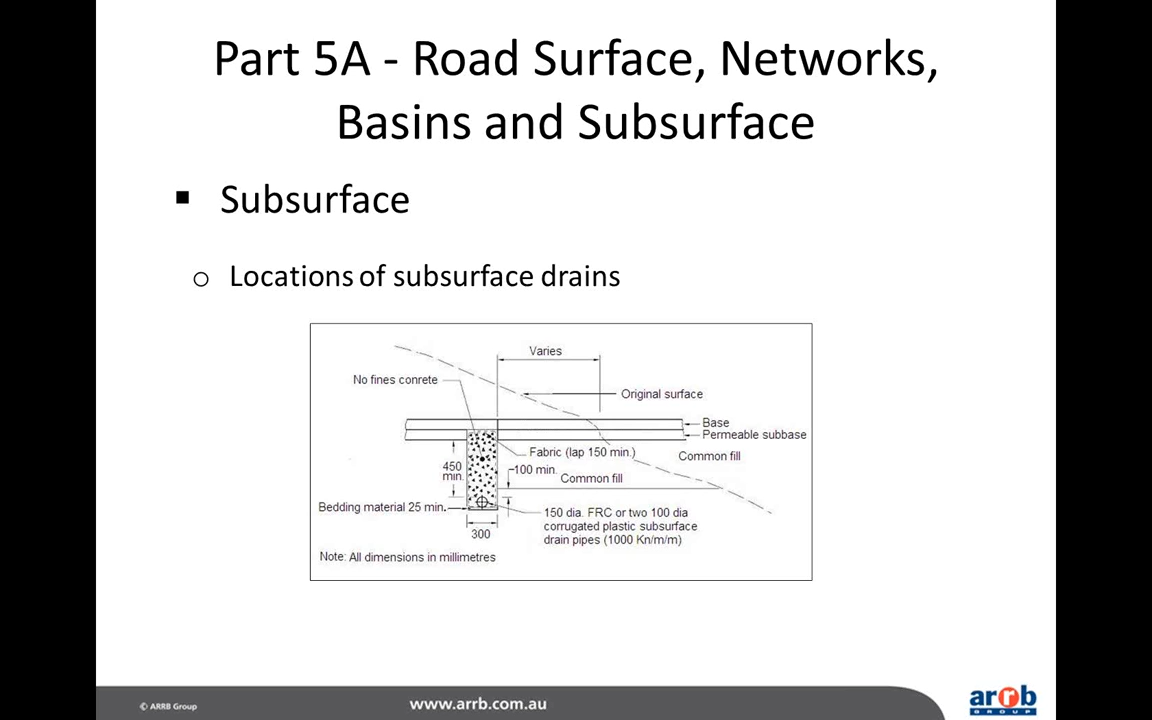 Part 5A - Road Surface, Networks,
Basins and Subsurface
▪ Subsurface
o Locations of subsurface drains
Varies
No fines conrete
Original surface
Base
Permeable subbase
Fabric (lap 150 min.)
Common fill
450
min.
100 min.
Common fill
Bedding material 25 min.
150 dia. FRC or two 100 dia
corrugated plastic subsurface
drain pipes (1000 Kn/m/m)
300
Note: All dimensions in millimetres
© ARRB Group
www.arrb.com.au
arrb
GROUP